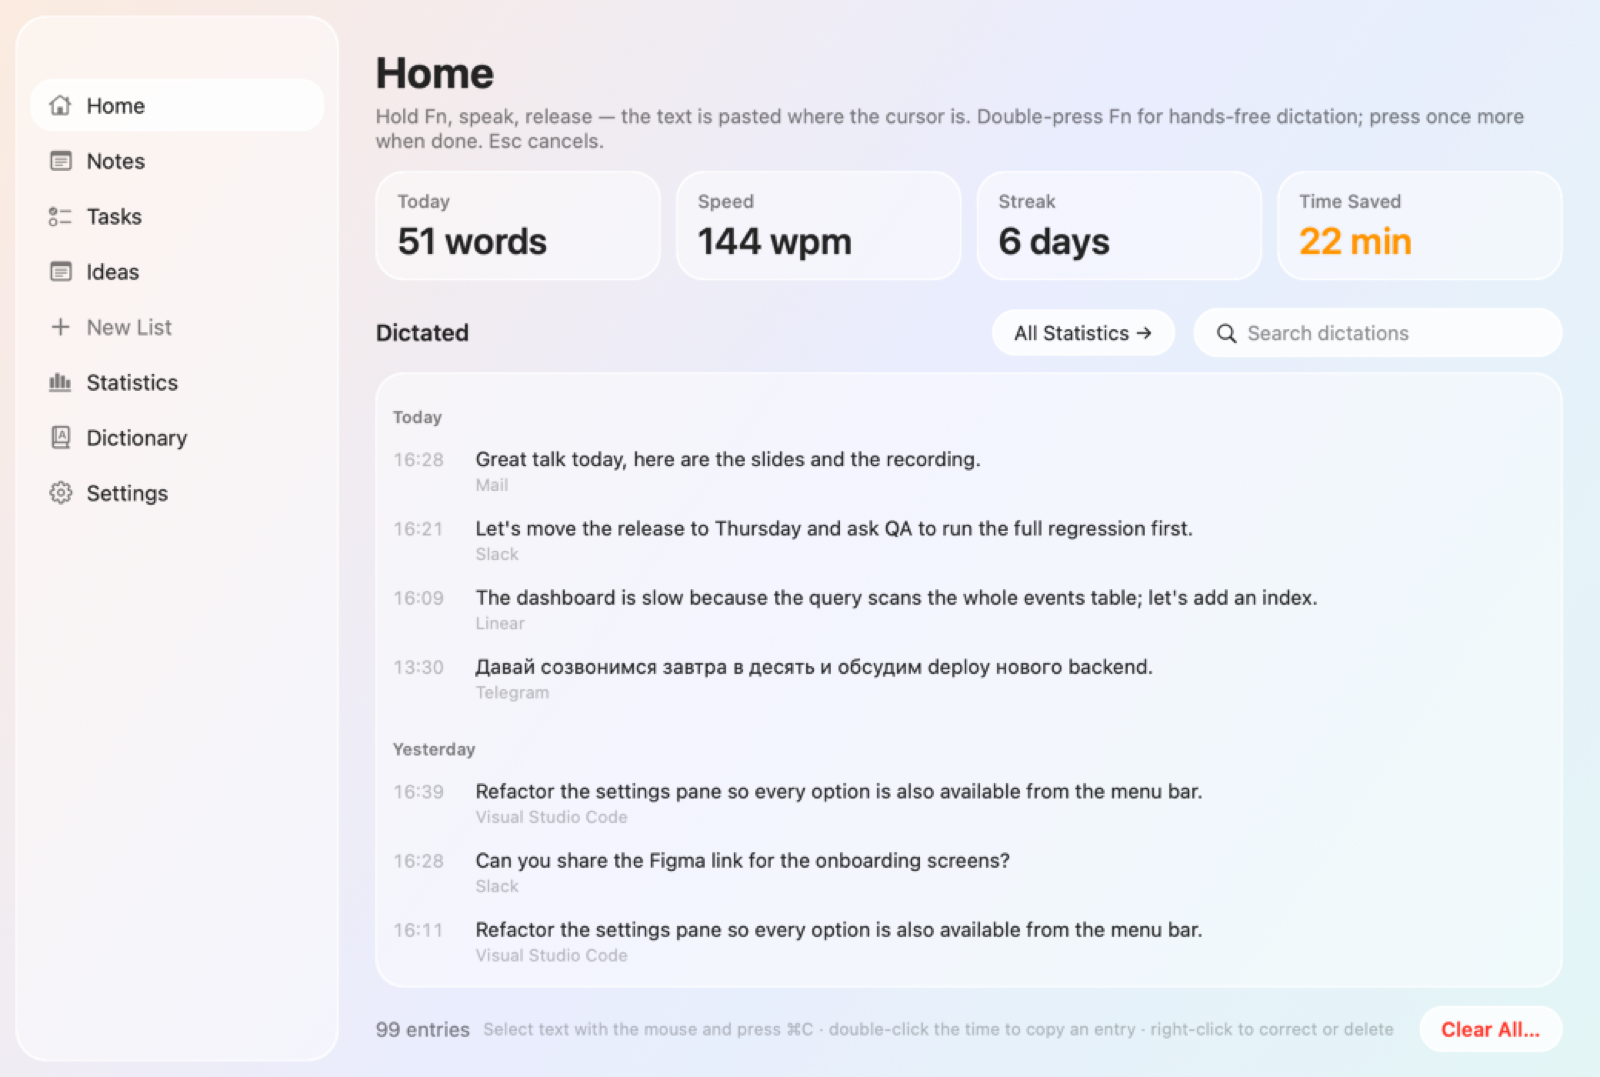 Home
Notes
Tasks
Ideas
New List
Statistics
Dictionary
Settings
Home
Hold Fn, speak, release — the text is pasted where the cursor is. Double-press Fn for hands-free dictation; press once more
when done. Esc cancels.
Today
51 words
Speed
144 wpm
Streak
6 days
Time Saved
22 min
Dictated
All Statistics →
Search dictations
Today
16:28 Great talk today, here are the slides and the recording.
Mail
16:21 Let's move the release to Thursday and ask QA to run the full regression first.
Slack
16:09 The dashboard is slow because the query scans the whole events table; let's add an index.
Linear
13:30 Давай созвонимся завтра в десять и обсудим deploy нового backend.
Telegram
Yesterday
16:39 Refactor the settings pane so every option is also available from the menu bar.
Visual Studio Code
16:28 Can you share the Figma link for the onboarding screens?
Slack
16:11 Refactor the settings pane so every option is also available from the menu bar.
Visual Studio Code
99 entries Select text with the mouse and press ⌘C · double-click the time to copy an entry · right-click to correct or delete
Clear All...